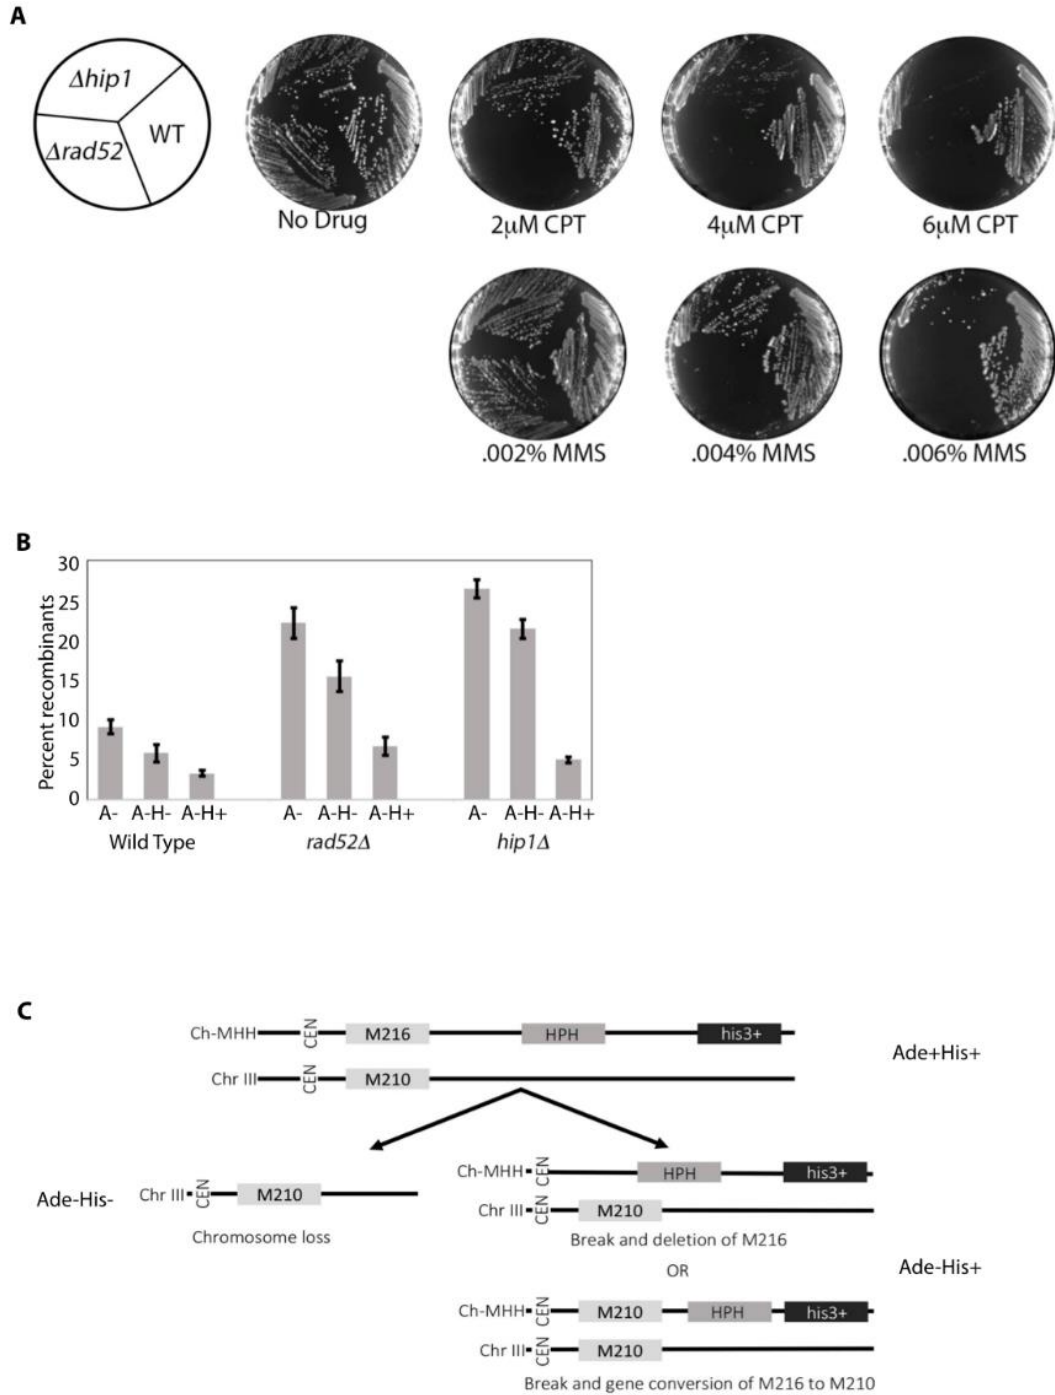 A
Δhip1
WT
Δrad52
No Drug
2μM CPT
4μM CPT
6μM CPT
.002% MMS
.004% MMS
.006% MMS
B
Percent recombinants
30
25
20
15
10
5
0
A- A-H- A-H+ A- A-H- A-H+ A- A-H- A-H+
Wild Type rad52Δ hip1Δ
C
Ch-MHH CEN M216 HPH his3+
Ade+His+
Chr III CEN M210
Ch-MHH CEN HPH his3+
Ade-His- Chr III CEN M210
Chr III CEN M210
Chromosome loss
Break and deletion of M216
OR
Ade-His+
Ch-MHH CEN M210 HPH his3+
Chr III CEN M210
Break and gene conversion of M216 to M210